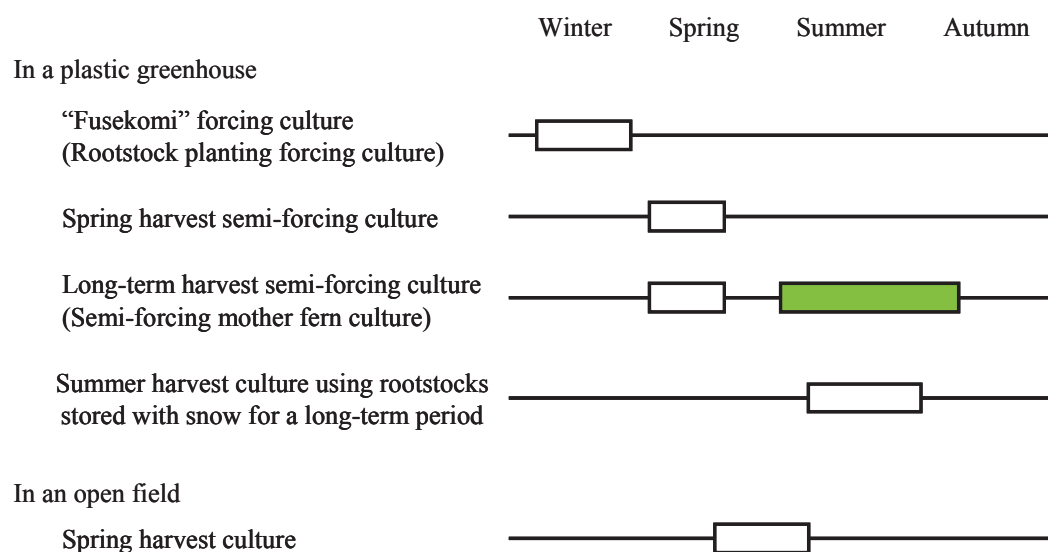 Winter Spring Summer Autumn
In a plastic greenhouse
“Fusekomi” forcing culture
(Rootstock planting forcing culture)
Spring harvest semi-forcing culture
Long-term harvest semi-forcing culture
(Semi-forcing mother fern culture)
Summer harvest culture using rootstocks
stored with snow for a long-term period
In an open field
Spring harvest culture